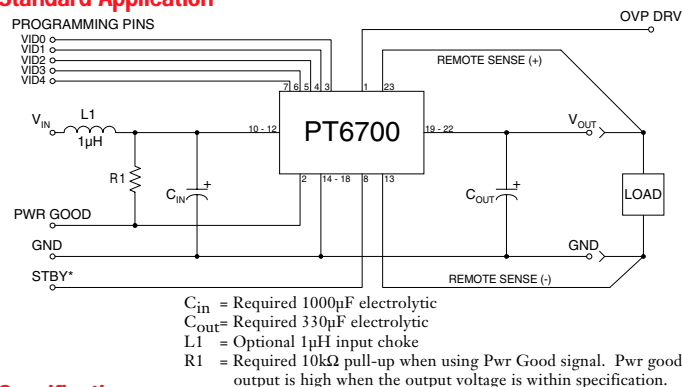 Standard Application
PROGRAMMING PINS
OVP DRV
VID0
VID1
VID2
VID3
VID4
REMOTE SENSE (+)
7 6 5 4 3 1 23
VIN
L1
1µH
10 - 12
PT6700
19 - 22
VOUT
R1
CIN
+
COUT
+
LOAD
2 14 - 18 8 13
PWR GOOD
GND
GND
STBY*
REMOTE SENSE (-)
Cin = Required 1000µF electrolytic
Cout= Required 330µF electrolytic
L1 = Optional 1µH input choke
R1 = Required 10kΩ pull-up when using Pwr Good signal. Pwr good
output is high when the output voltage is within specification.